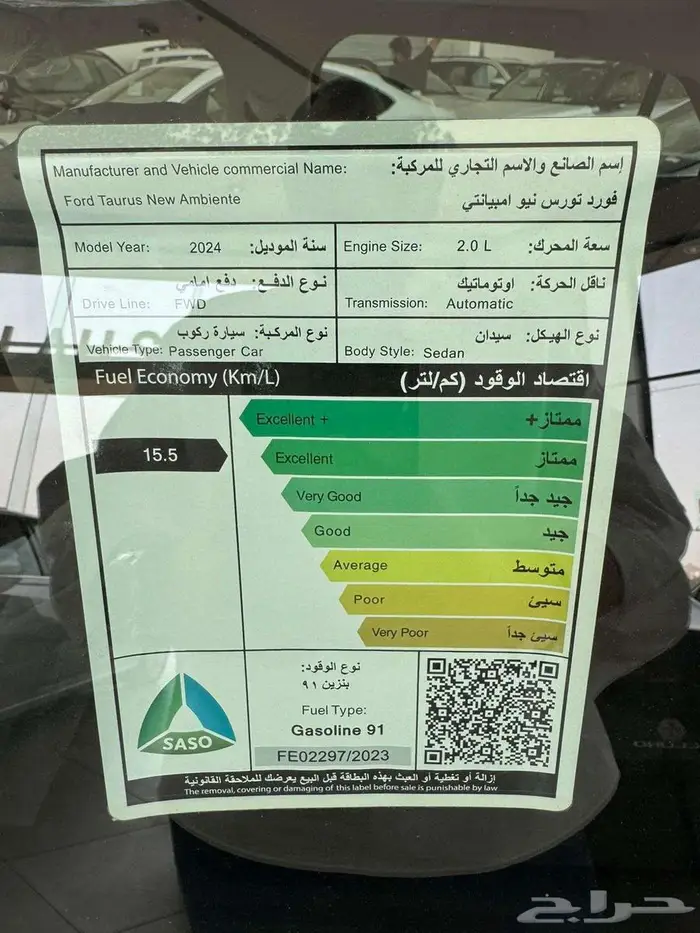 Manufacturer and Vehicle commercial Name: إسم الصانع والاسم التجاري للمركبة:
Ford Taurus New Ambiente فورد تورس نيو امبيانتي
Model Year: 2024 سنة الموديل: Engine Size: 2.0 L سعة المحرك:
نوع الدفع: دفع امامي ناقل الحركة: اوتوماتيك
Drive Line: FWD Transmission: Automatic
نوع المركبة: سيارة ركوب نوع الهيكل: سيدان
Vehicle Type: Passenger Car Body Style: Sedan
Fuel Economy (Km/L) اقتصاد الوقود (كم/لتر)
Excellent + ممتاز+
15.5 Excellent ممتاز
Very Good جيد جداً
Good جيد
Average متوسط
Poor سيئ
Very Poor سيئ جداً
نوع الوقود:
بنزين ٩١
Fuel Type:
Gasoline 91
SASO
FE02297/2023
إزالة أو تغطية أو العبث بهذه البطاقة قبل البيع يعرضك للملاحقة القانونية
The removal, covering or damaging of this label before sale is punishable by law
حراج